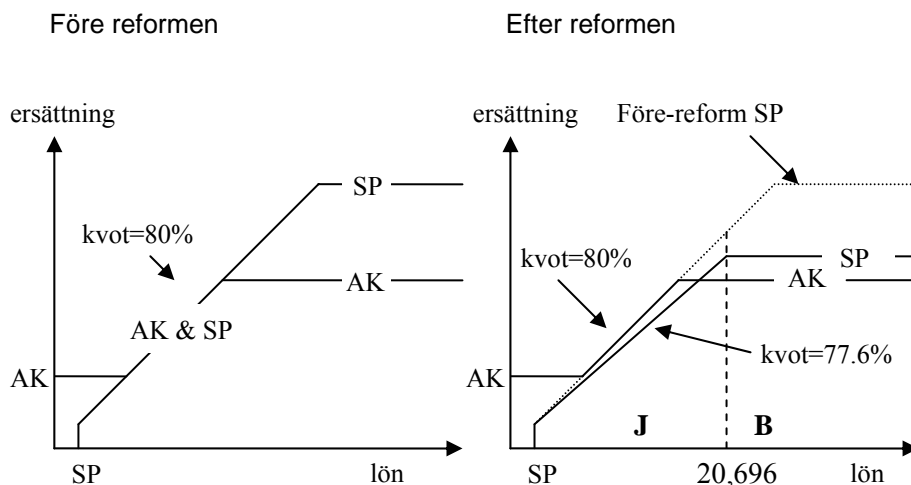 Före reformen
ersättning
SP
kvot=80%
AK
AK & SP
AK
SP
lön
Efter reformen
ersättning
Före-reform SP
kvot=80%
SP
AK
kvot=77.6%
AK
J
B
SP
20,696
lön